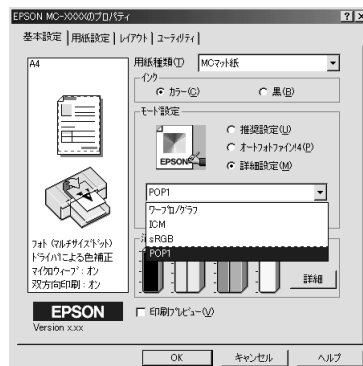 EPSON MC-XXXXのプロパティ
基本設定 用紙設定 レイアウト ユーティリティ
A4
用紙種類(T) MCマット紙
インク
カラー(C) 黒(B)
モード設定
推奨設定(U)
オートフォトファイン!4(P)
詳細設定(M)
EPSON
POP1
ワープロ/グラフ
ICM
sRGB
POP1
フォト (マルチサイズドット)
ドライバによる色補正
マイクロウィーブ : オン
双方向印刷 : オン
詳細
EPSON
Version x.xx
印刷プレビュー(V)
OK キャンセル ヘルプ